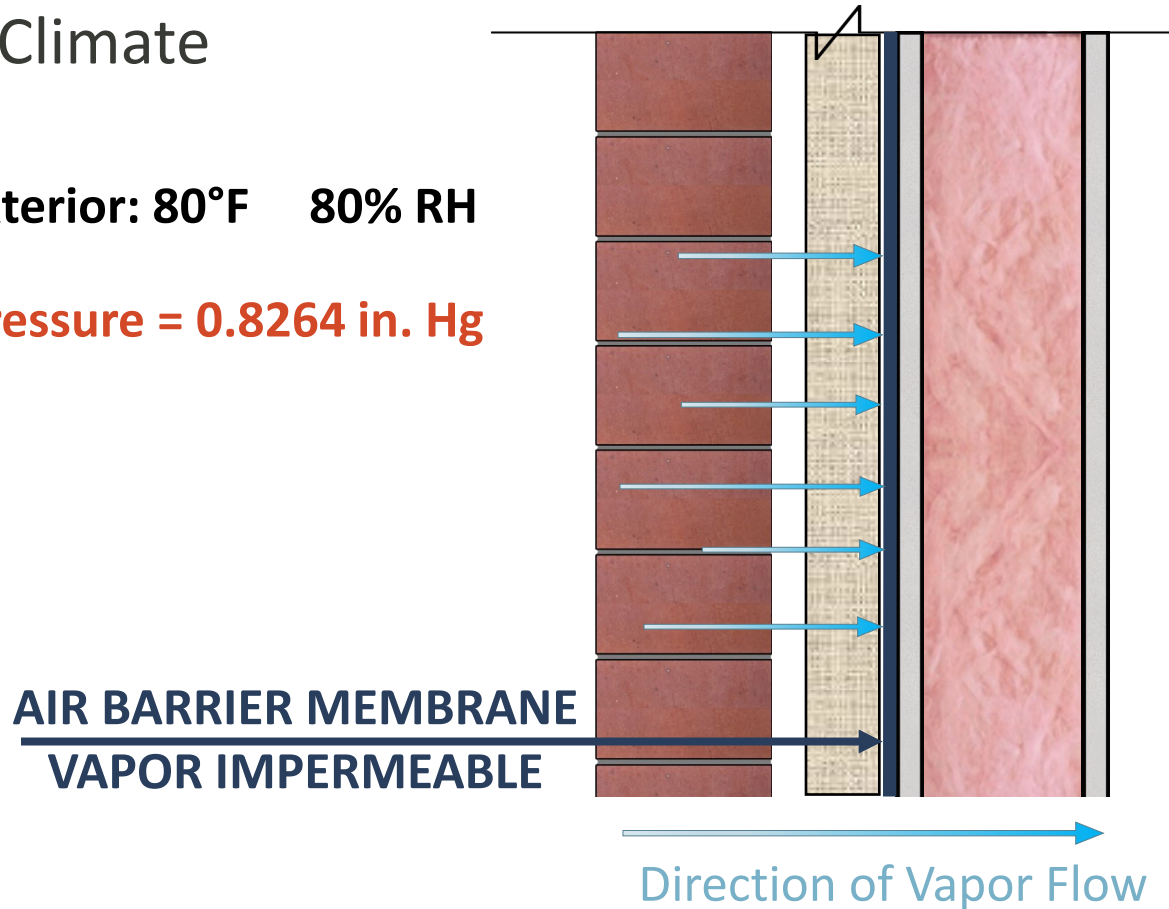 Climate
terior: 80°F 80% RH
ressure = 0.8264 in. Hg
AIR BARRIER MEMBRANE
VAPOR IMPERMEABLE
Direction of Vapor Flow